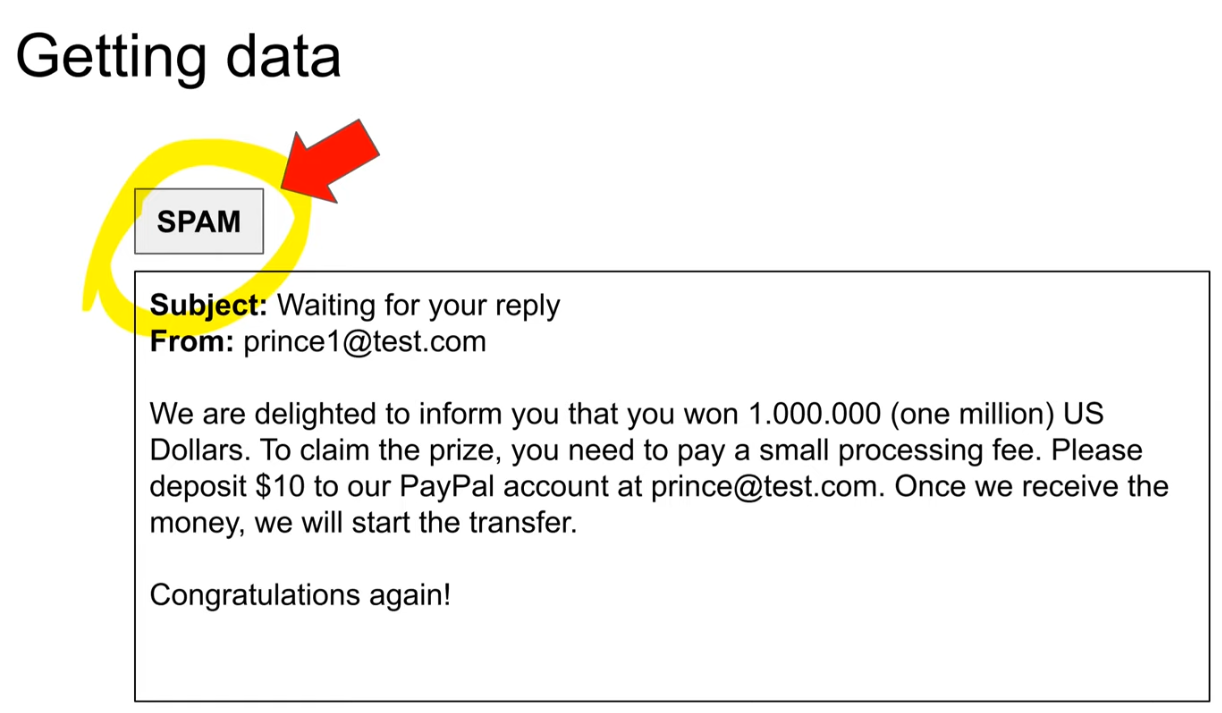 Getting data
SPAM
Subject: Waiting for your reply
From: prince1@test.com
We are delighted to inform you that you won 1.000.000 (one million) US
Dollars. To claim the prize, you need to pay a small processing fee. Please
deposit $10 to our PayPal account at prince@test.com. Once we receive the
money, we will start the transfer.
Congratulations again!